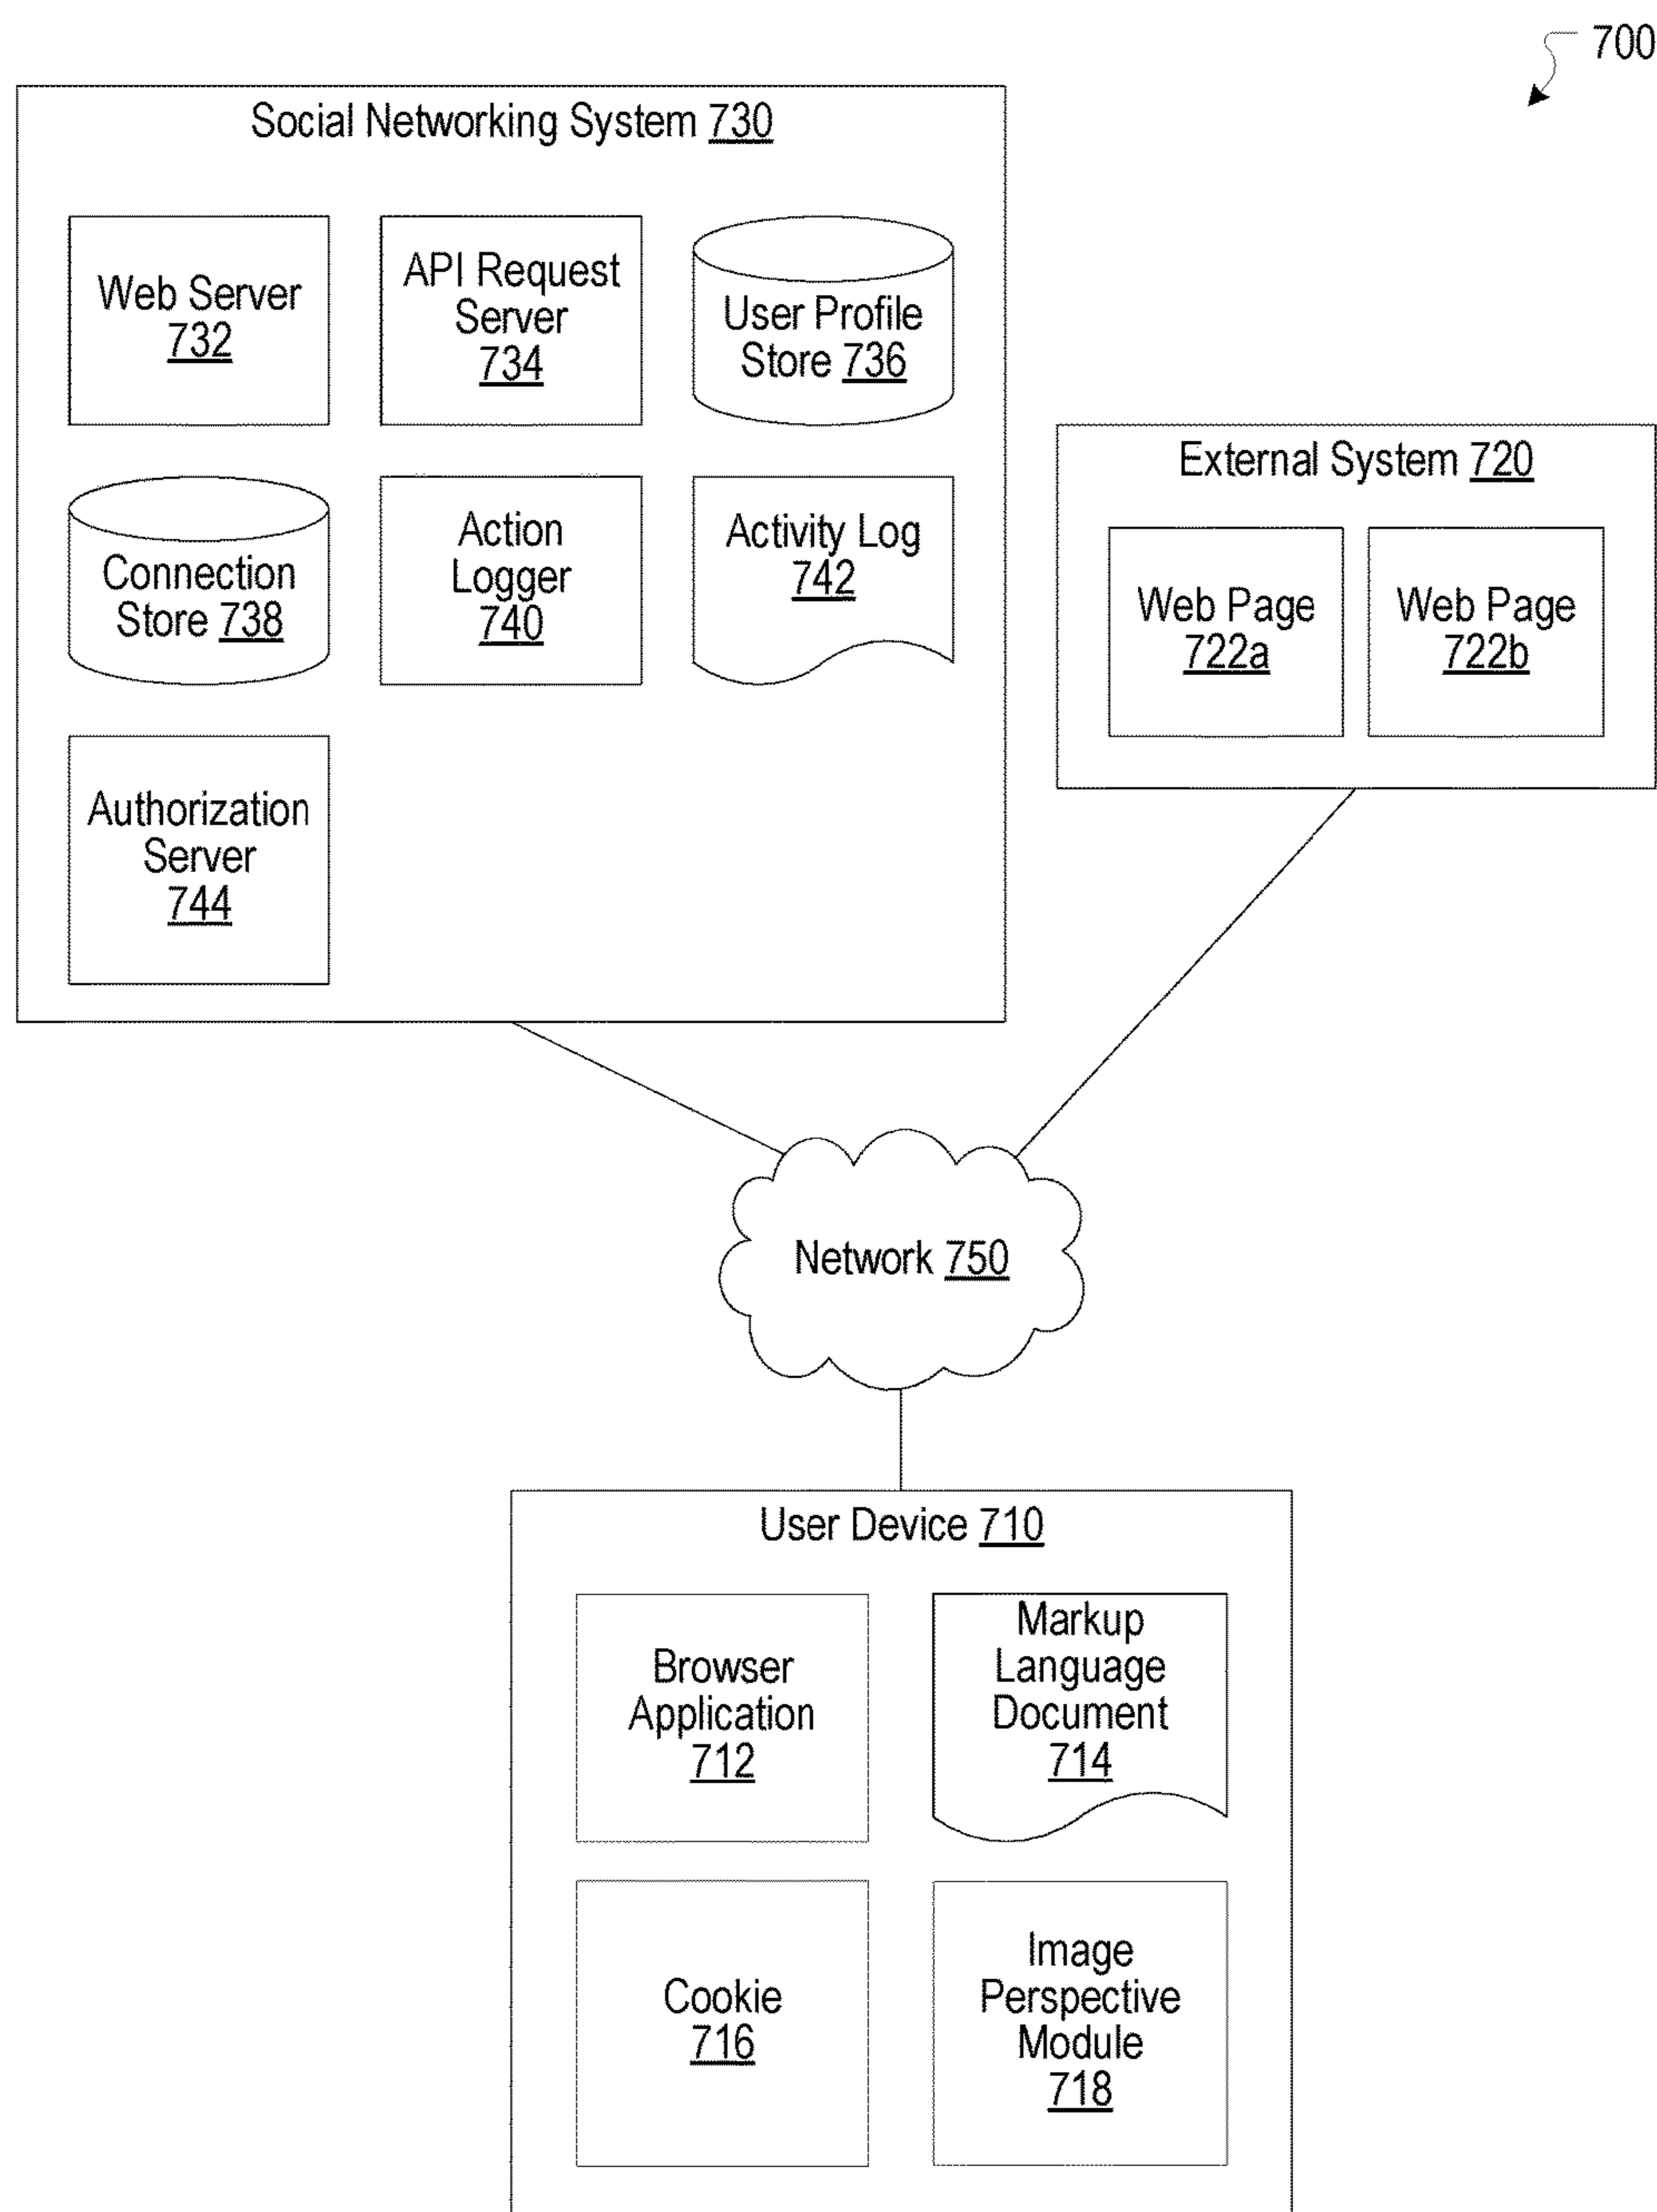 700
Social Networking System 730
Web Server
732
API Request
Server
734
User Profile
Store 736
Connection
Store 738
Action
Logger
740
Activity Log
742
Authorization
Server
744
External System 720
Web Page
722a
Web Page
722b
Network 750
User Device 710
Browser
Application
712
Markup
Language
Document
714
Cookie
716
Image
Perspective
Module
718